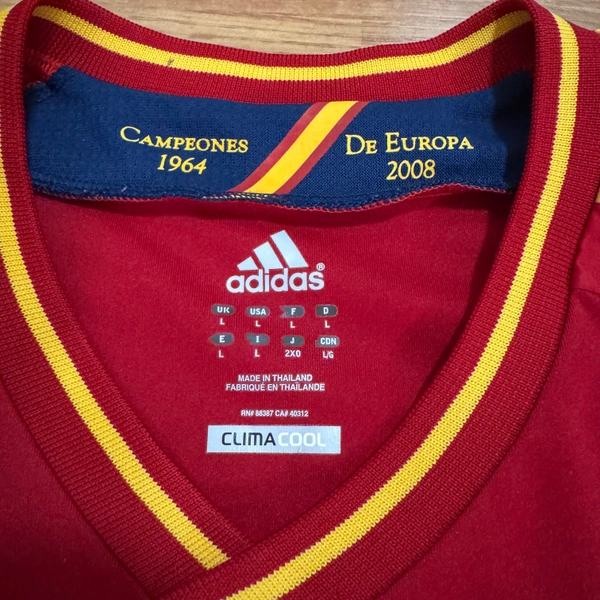 CAMPEONES
1964
DE EUROPA
2008
adidas®
UK USA F D
L L L L
E I J CDN
L L 2XO L/G
MADE IN THAILAND
FABRIQUÉ EN THAÏLANDE
RN# 88387 CA# 40312
CLIMACOOL